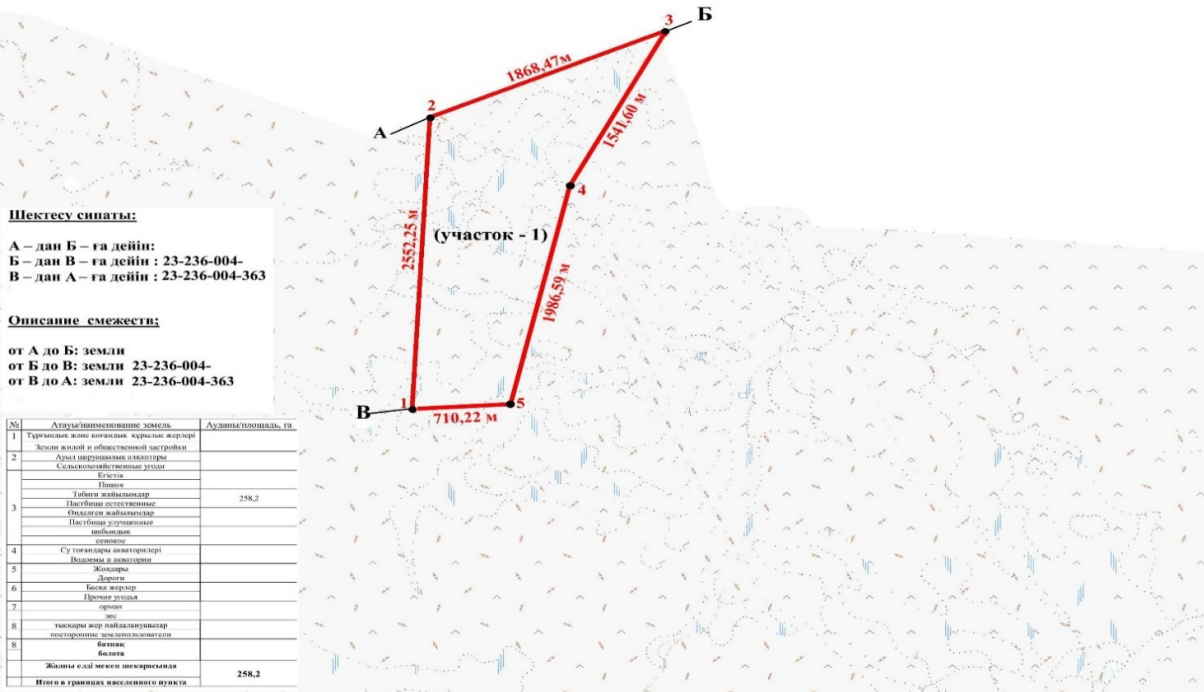 3 Б
1868,47м
2
А
1541,60 м
4
Шектесу сипаты:
А – дан Б – ға дейін:
Б – дан В – ға дейін : 23-236-004-
В – дан А – ға дейін : 23-236-004-363
(участок - 1)
2552,25 м
1986,59 м
Описание смежеств:
от А до Б: земли
от Б до В: земли 23-236-004-
от В до А: земли 23-236-004-363
В 1 5
710,22 м
№ Атауы/наименование земель Ауданы/площадь, га
1 Тұрғындық және қоғамдық құрылыс жерлері
Земли жилой и общественной застройки
2 Ауыл шаруашылық алқаптары
Сельскохозяйственные угоди
Егістік
Пашня
3 Табиғи жайылымдар 258,2
Пастбища естественные
Өңделген жайылымдар
Пастбища улучшенные
шабындық
сенокос
4 Су тоғандары акваторилері
Водоемы и акватории
5 Жолдары
Дороги
6 Басқа жерлер
Прочие угодья
7 орман
лес
8 тысқары жер пайдаланушылар
посторонние землепользователи
8 батпақ
болота
Жалпы елді мекен шекарасында 258,2
Итого в границах населенного пункта